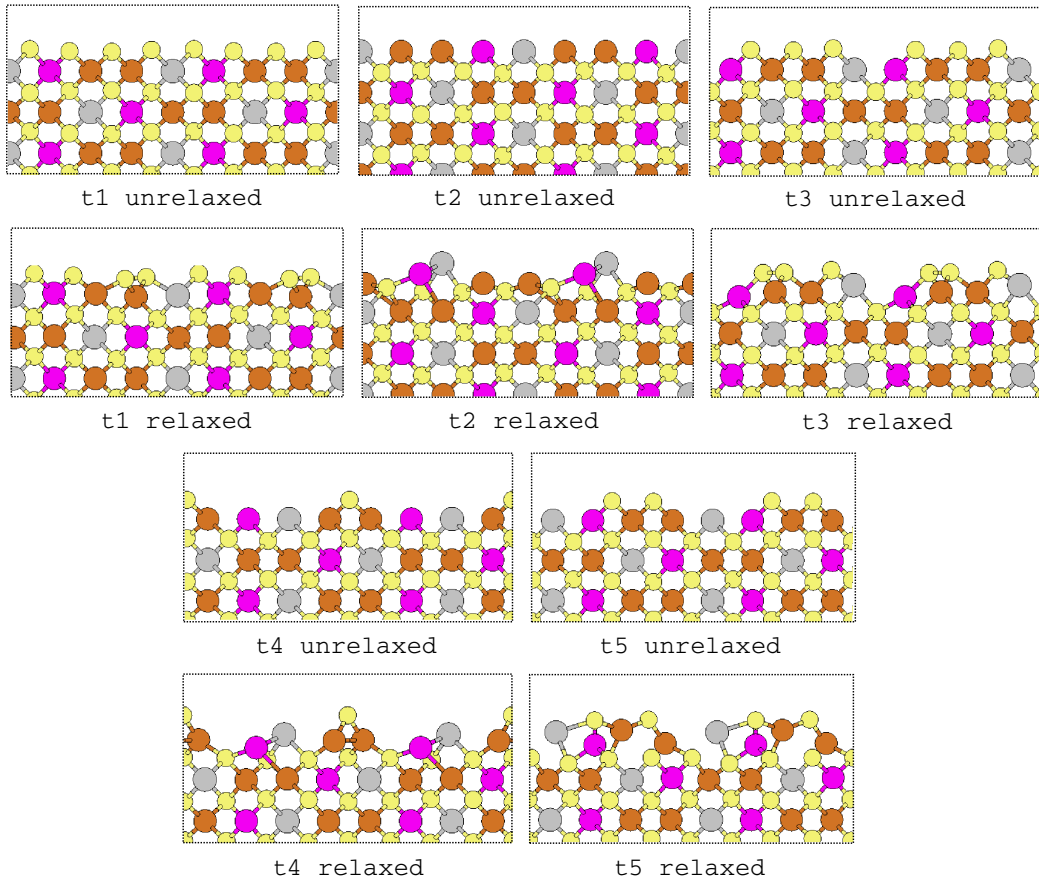 t1 unrelaxed
t2 unrelaxed
t3 unrelaxed
t1 relaxed
t2 relaxed
t3 relaxed
t4 unrelaxed
t5 unrelaxed
t4 relaxed
t5 relaxed